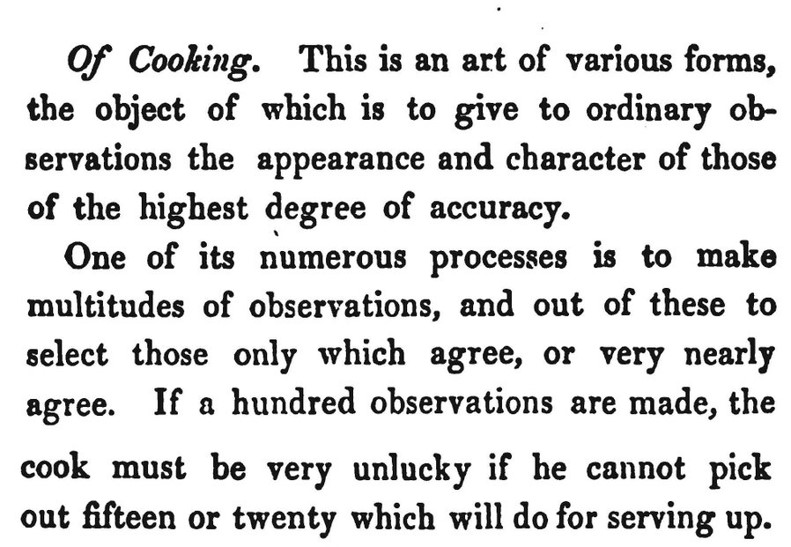 Of Cooking. This is an art of various forms,
the object of which is to give to ordinary ob-
servations the appearance and character of those
of the highest degree of accuracy.
One of its numerous processes is to make
multitudes of observations, and out of these to
select those only which agree, or very nearly
agree. If a hundred observations are made, the
cook must be very unlucky if he cannot pick
out fifteen or twenty which will do for serving up.